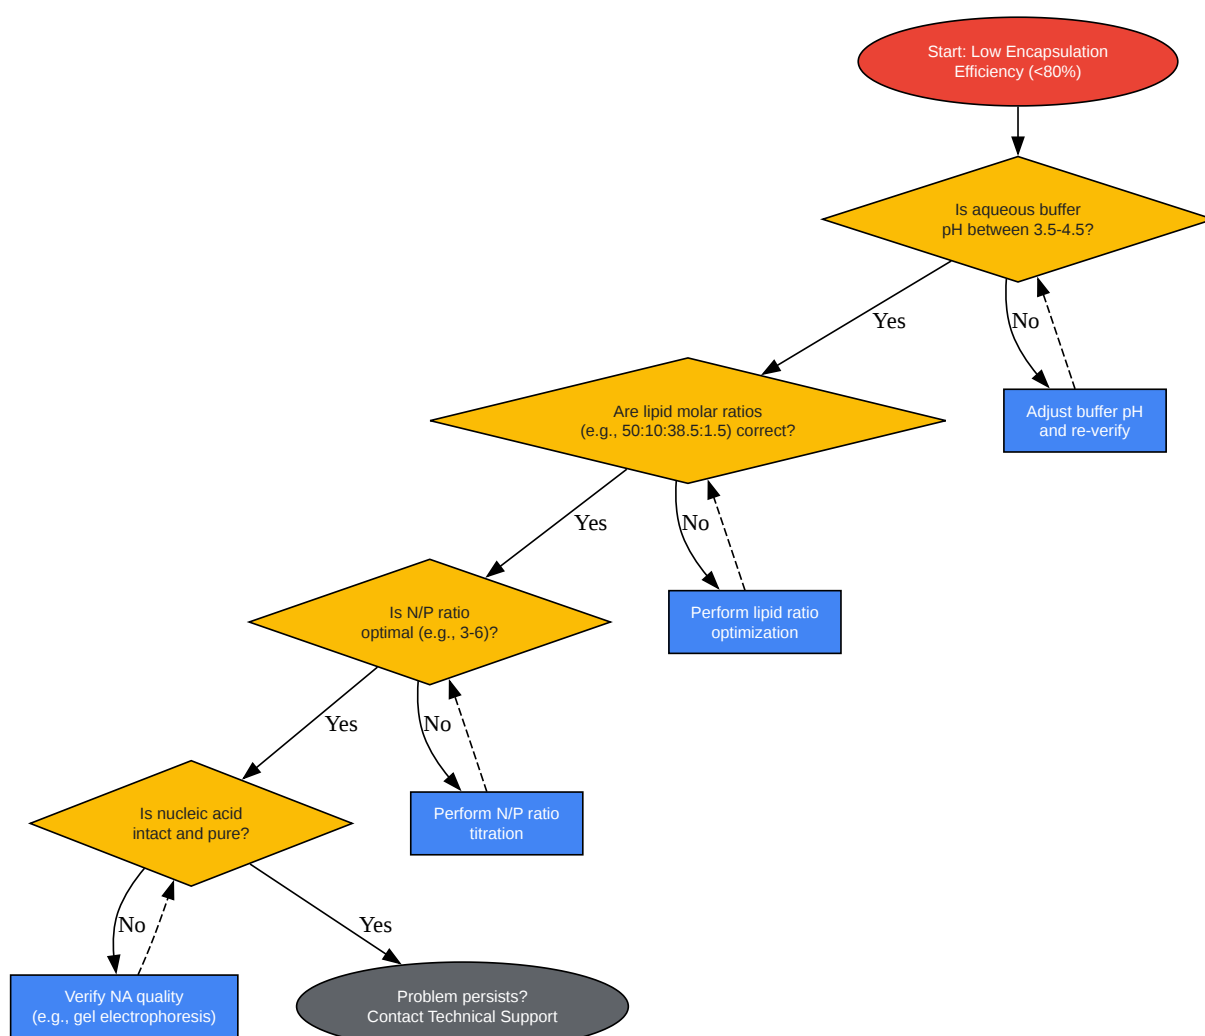 Start: Low Encapsulation
Efficiency (<80%)
Is aqueous buffer
pH between 3.5-4.5?
Yes
No
Adjust buffer pH
and re-verify
Are lipid molar ratios
(e.g., 50:10:38.5:1.5) correct?
Yes
No
Perform lipid ratio
optimization
Is N/P ratio
optimal (e.g., 3-6)?
Yes
No
Perform N/P ratio
titration
Is nucleic acid
intact and pure?
No
Yes
Verify NA quality
(e.g., gel electrophoresis)
Problem persists?
Contact Technical Support